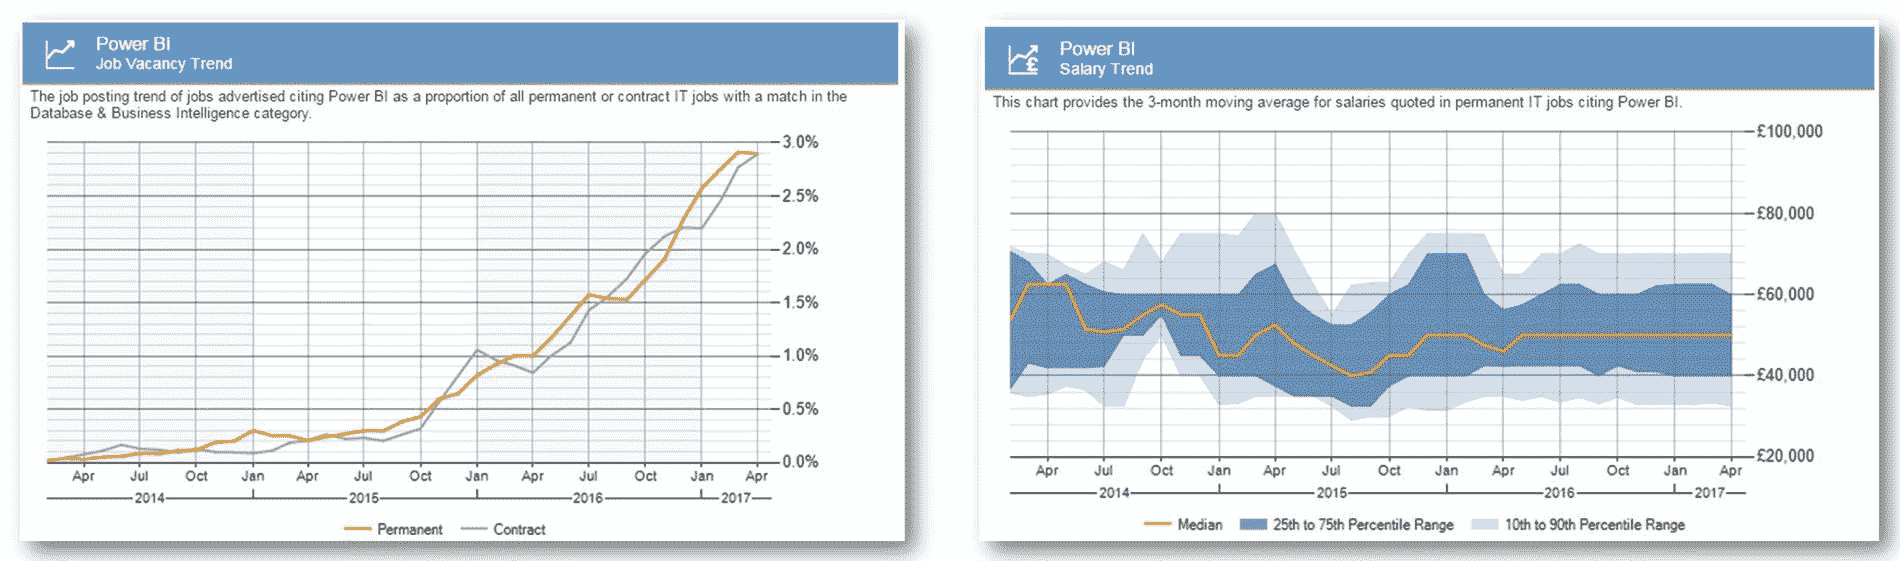 Power BI
Job Vacancy Trend
The job posting trend of jobs advertised citing Power BI as a proportion of all permanent or contract IT jobs with a match in the
Database & Business Intelligence category.
3.0%
2.5%
2.0%
1.5%
1.0%
0.5%
0.0%
Apr Jul Oct Jan Apr Jul Oct Jan Apr Jul Oct Jan Apr
2014 2015 2016 2017
Permanent Contract
Power BI
Salary Trend
This chart provides the 3-month moving average for salaries quoted in permanent IT jobs citing Power BI.
£100,000
£80,000
£60,000
£40,000
£20,000
Apr Jul Oct Jan Apr Jul Oct Jan Apr Jul Oct Jan Apr
2014 2015 2016 2017
Median 25th to 75th Percentile Range 10th to 90th Percentile Range